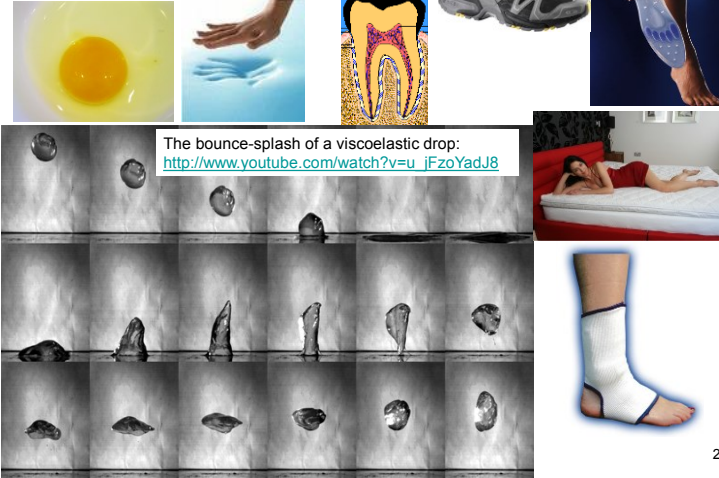 The bounce-splash of a viscoelastic drop:
http://www.youtube.com/watch?v=u_jFzoYadJ8
2